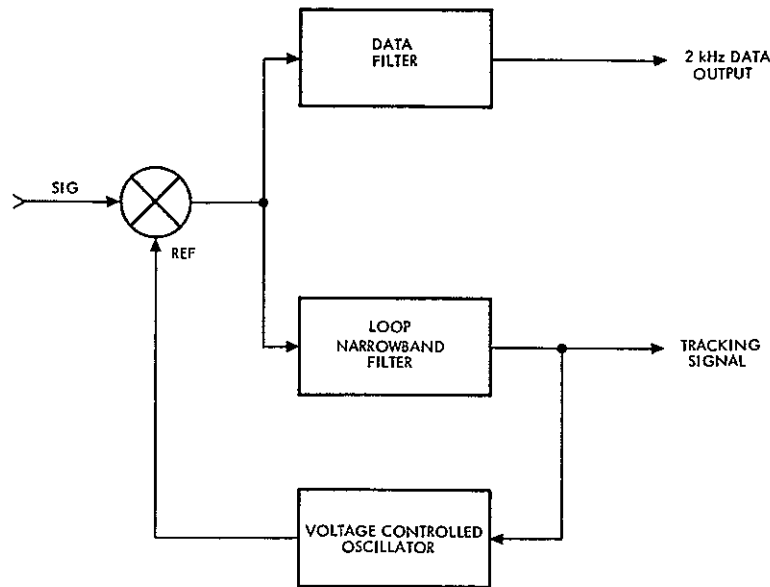 DATA
FILTER
2 kHz DATA
OUTPUT
SIG
REF
LOOP
NARROWBAND
FILTER
TRACKING
SIGNAL
VOLTAGE CONTROLLED
OSCILLATOR